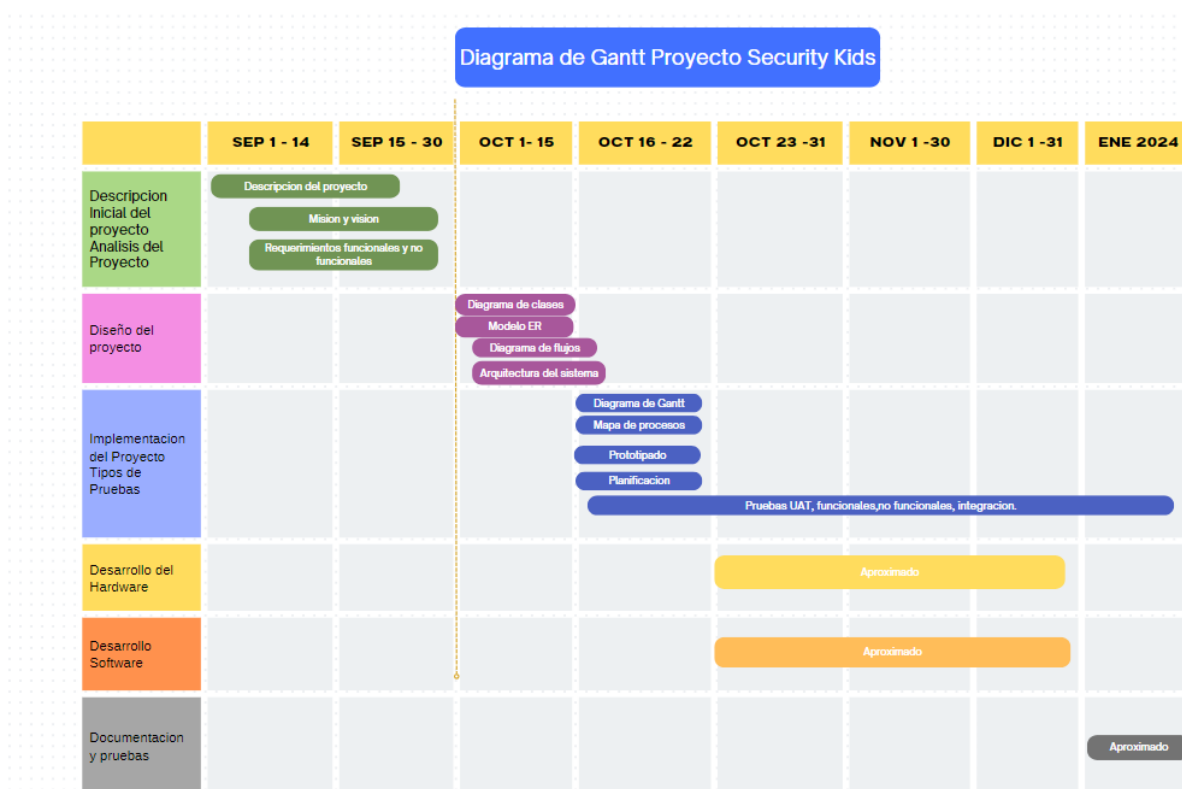 Diagrama de Gantt Proyecto Security Kids
SEP 1 - 14
SEP 15 - 30
OCT 1- 15
OCT 16 - 22
OCT 23 -31
NOV 1 -30
DIC 1 -31
ENE 2024
Descripcion
Inicial del
proyecto
Analisis del
Proyecto
Descripcion del proyecto
Mision y vision
Requerimientos funcionales y no
funcionales
Diseño del
proyecto
Diagrama de clases
Modelo ER
Diagrama de flujos
Arquitectura del sistema
Implementacion
del Proyecto
Tipos de
Pruebas
Diagrama de Gantt
Mapa de procesos
Prototipado
Planificacion
Pruebas UAT, funcionales,no funcionales, integracion.
Desarrollo del
Hardware
Aproximado
Desarrollo
Software
Aproximado
Documentacion
y pruebas
Aproximado